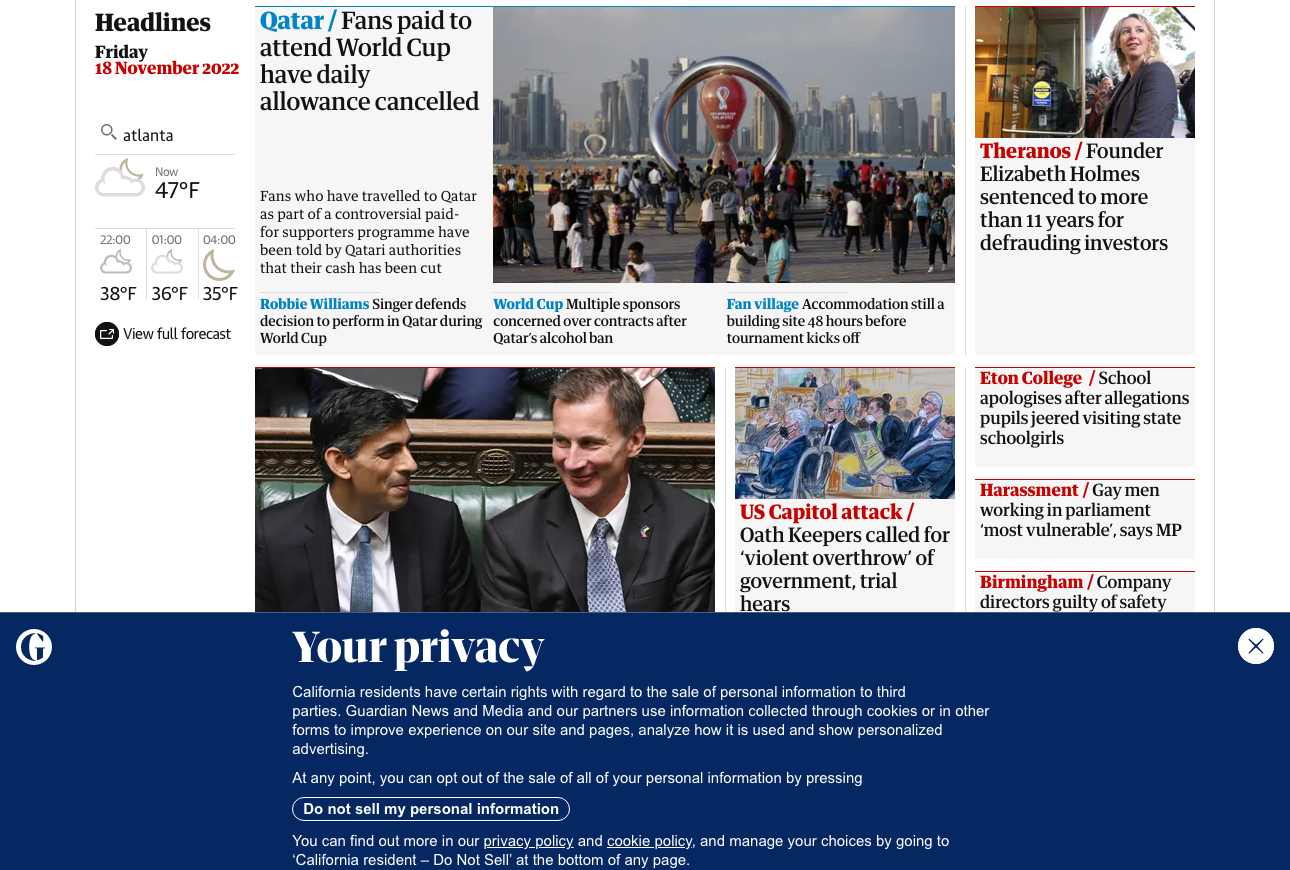 Headlines
Friday
18 November 2022
atlanta
Now
47°F
22:00
01:00
04:00
38°F
36°F
35°F
View full forecast
Qatar / Fans paid to
attend World Cup
have daily
allowance cancelled
Fans who have travelled to Qatar
as part of a controversial paid-
for supporters programme have
been told by Qatari authorities
that their cash has been cut
Robbie Williams Singer defends
decision to perform in Qatar during
World Cup
World Cup Multiple sponsors
concerned over contracts after
Qatar's alcohol ban
Fan village Accommodation still a
building site 48 hours before
tournament kicks off
Theranos / Founder
Elizabeth Holmes
sentenced to more
than 11 years for
defrauding investors
US Capitol attack /
Oath Keepers called for
‘violent overthrow’ of
government, trial
hears
Eton College / School
apologises after allegations
pupils jeered visiting state
schoolgirls
Harassment / Gay men
working in parliament
‘most vulnerable’, says MP
Birmingham / Company
directors guilty of safety
Your privacy
California residents have certain rights with regard to the sale of personal information to third
parties. Guardian News and Media and our partners use information collected through cookies or in other
forms to improve experience on our site and pages, analyze how it is used and show personalized
advertising.
At any point, you can opt out of the sale of all of your personal information by pressing
Do not sell my personal information
You can find out more in our privacy policy and cookie policy, and manage your choices by going to
‘California resident – Do Not Sell’ at the bottom of any page.